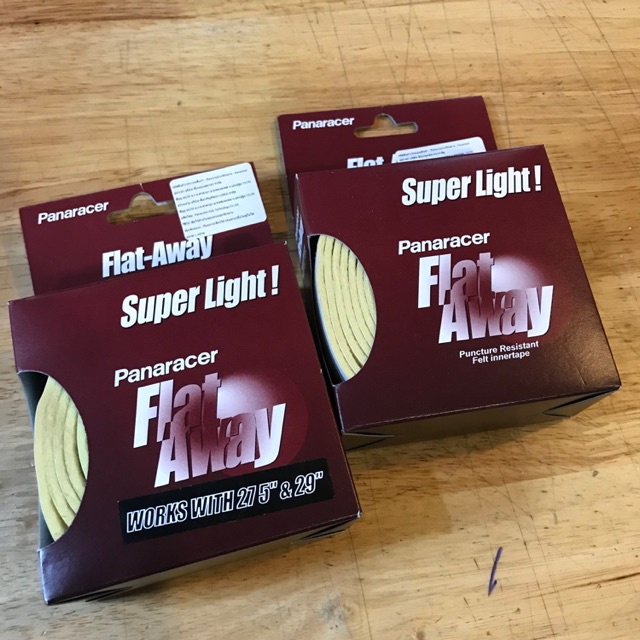 Panaracer
Flat-Away
Super Light!
Panaracer
Flat
Away
WORKS WITH 27 5" & 29"
Panaracer
Flat
Super Light!
Panaracer
Flat
Away
Puncture Resistant
Felt innertape